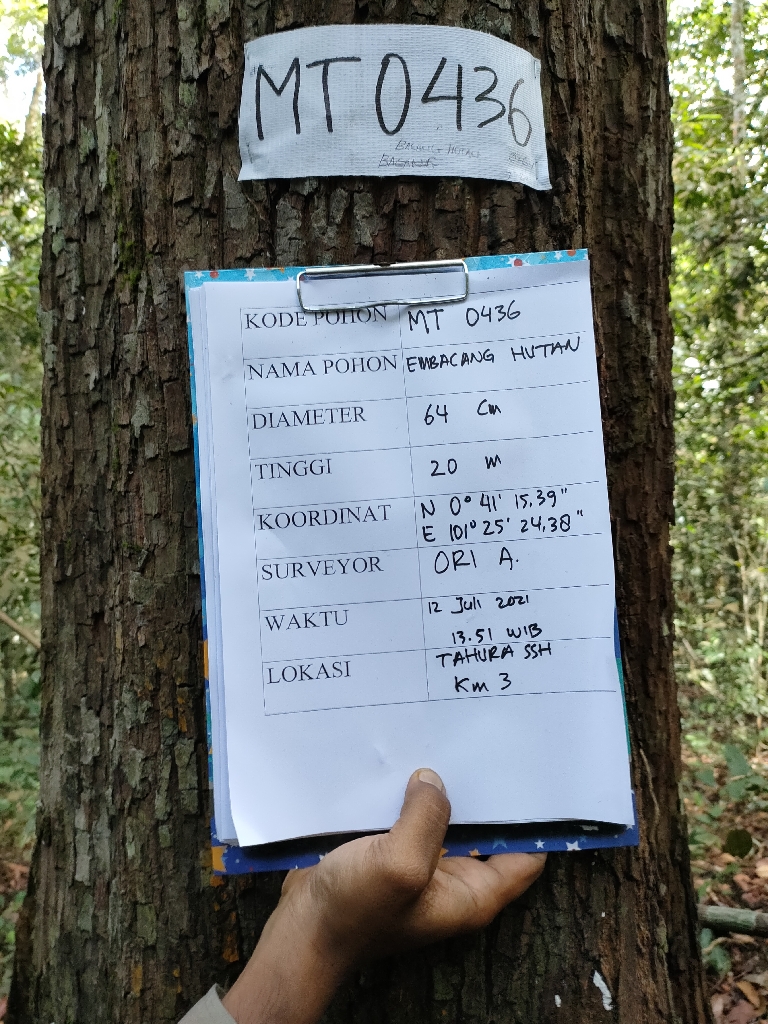 MT 0436
BACANG HUTAN
KODE POHON MT 0436
NAMA POHON EMBACANG HUTAN
DIAMETER 64 Cm
TINGGI 20 m
KOORDINAT N 0° 41' 15,39"
E 101° 25' 24,38"
SURVEYOR ORI A.
WAKTU 12 Juli 2021
13.51 WIB
LOKASI TAHURA SSH
Km 3